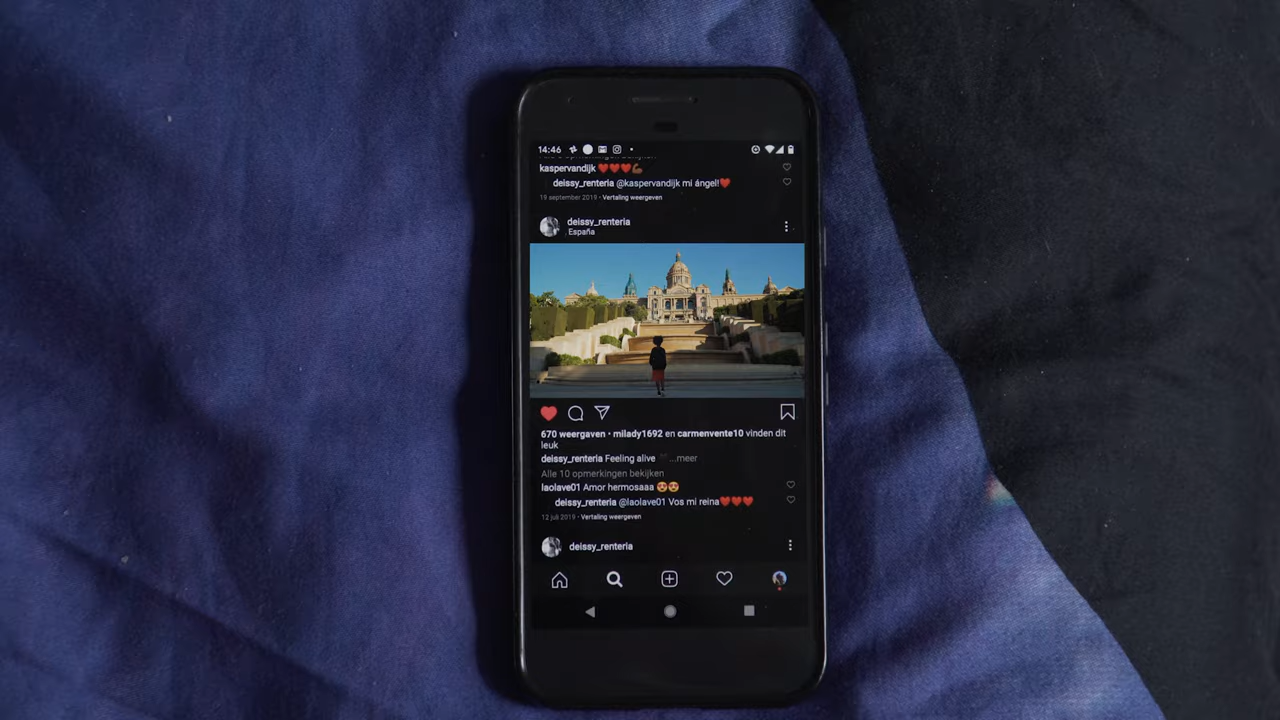 14:46
kaspervandijk ❤️❤️❤️💪🏾
deissy_renteria @kaspervandijk mi ángel!❤️
19 september 2019 • Vertaling weergeven
deissy_renteria
España
670 weergaven • milady1692 en carmenvente10 vinden dit
leuk
deissy_renteria Feeling alive ...meer
Alle 10 opmerkingen bekijken
laolave01 Amor hermosaaa 😍😍
deissy_renteria @laolave01 Vos mi reina❤️❤️❤️
12 juli 2019 • Vertaling weergeven
deissy_renteria